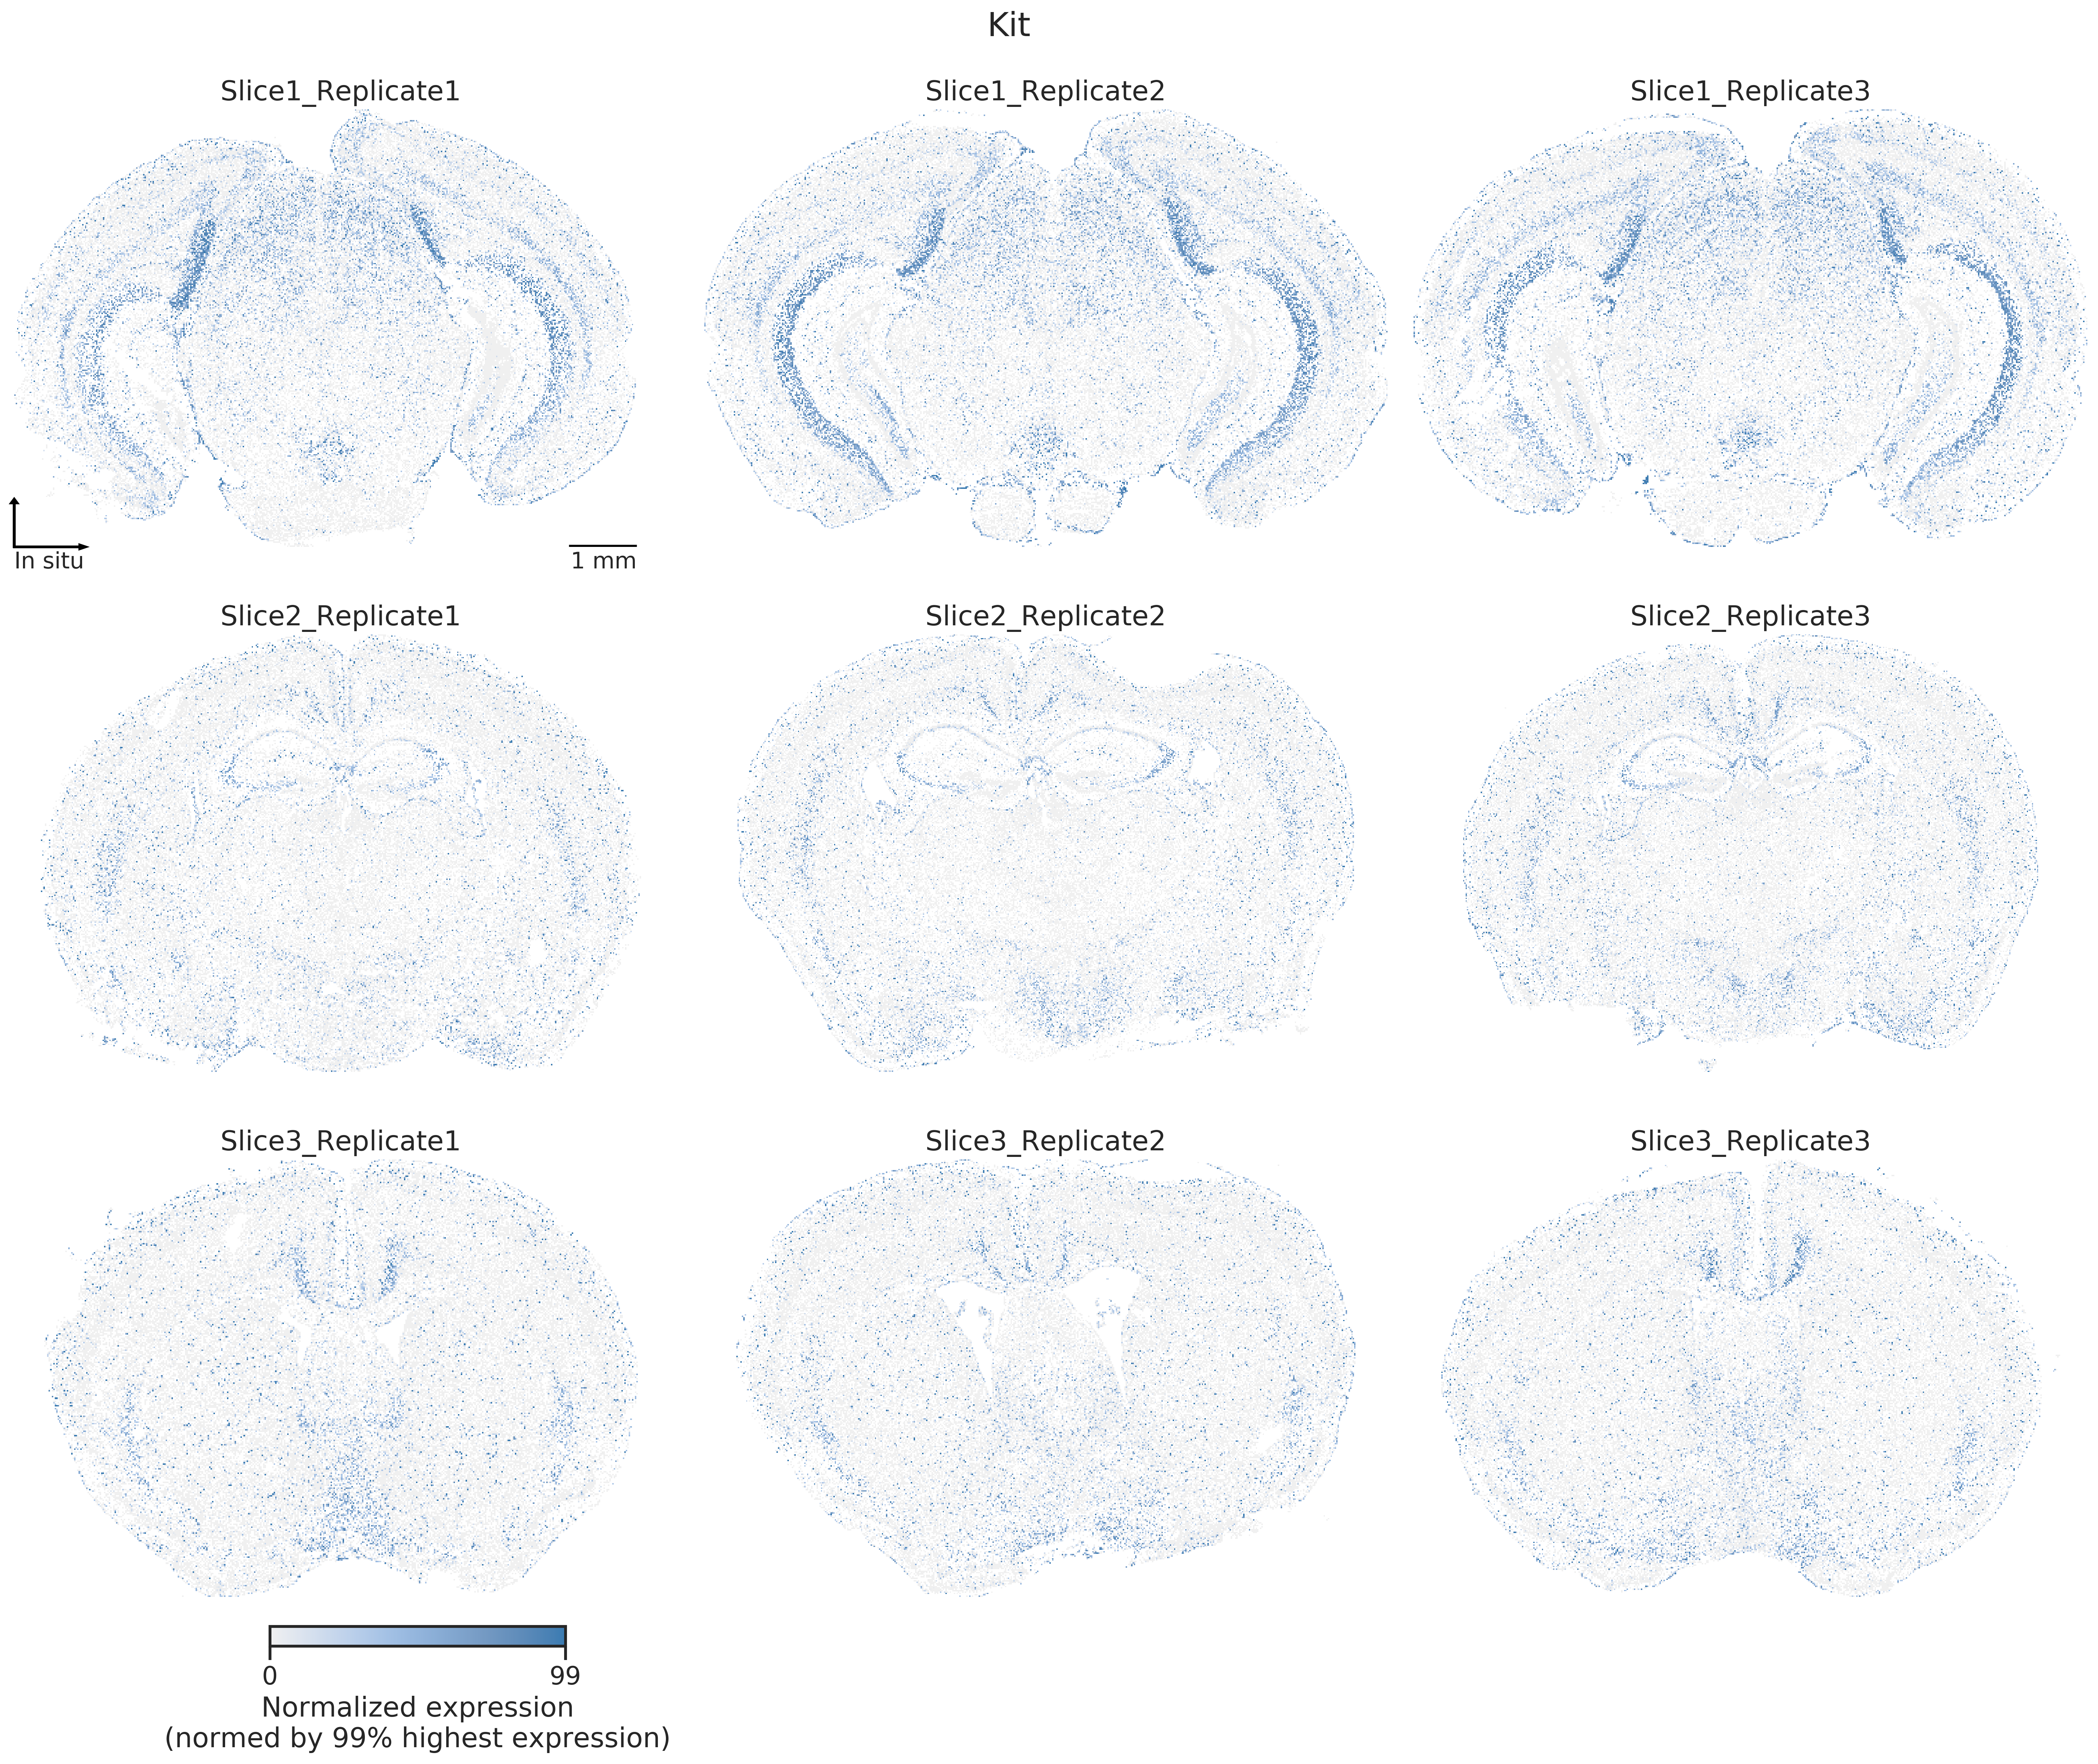 Kit
Slice1_Replicate1
Slice1_Replicate2
Slice1_Replicate3
In situ
1 mm
Slice2_Replicate1
Slice2_Replicate2
Slice2_Replicate3
Slice3_Replicate1
Slice3_Replicate2
Slice3_Replicate3
0
99
Normalized expression
(normed by 99% highest expression)